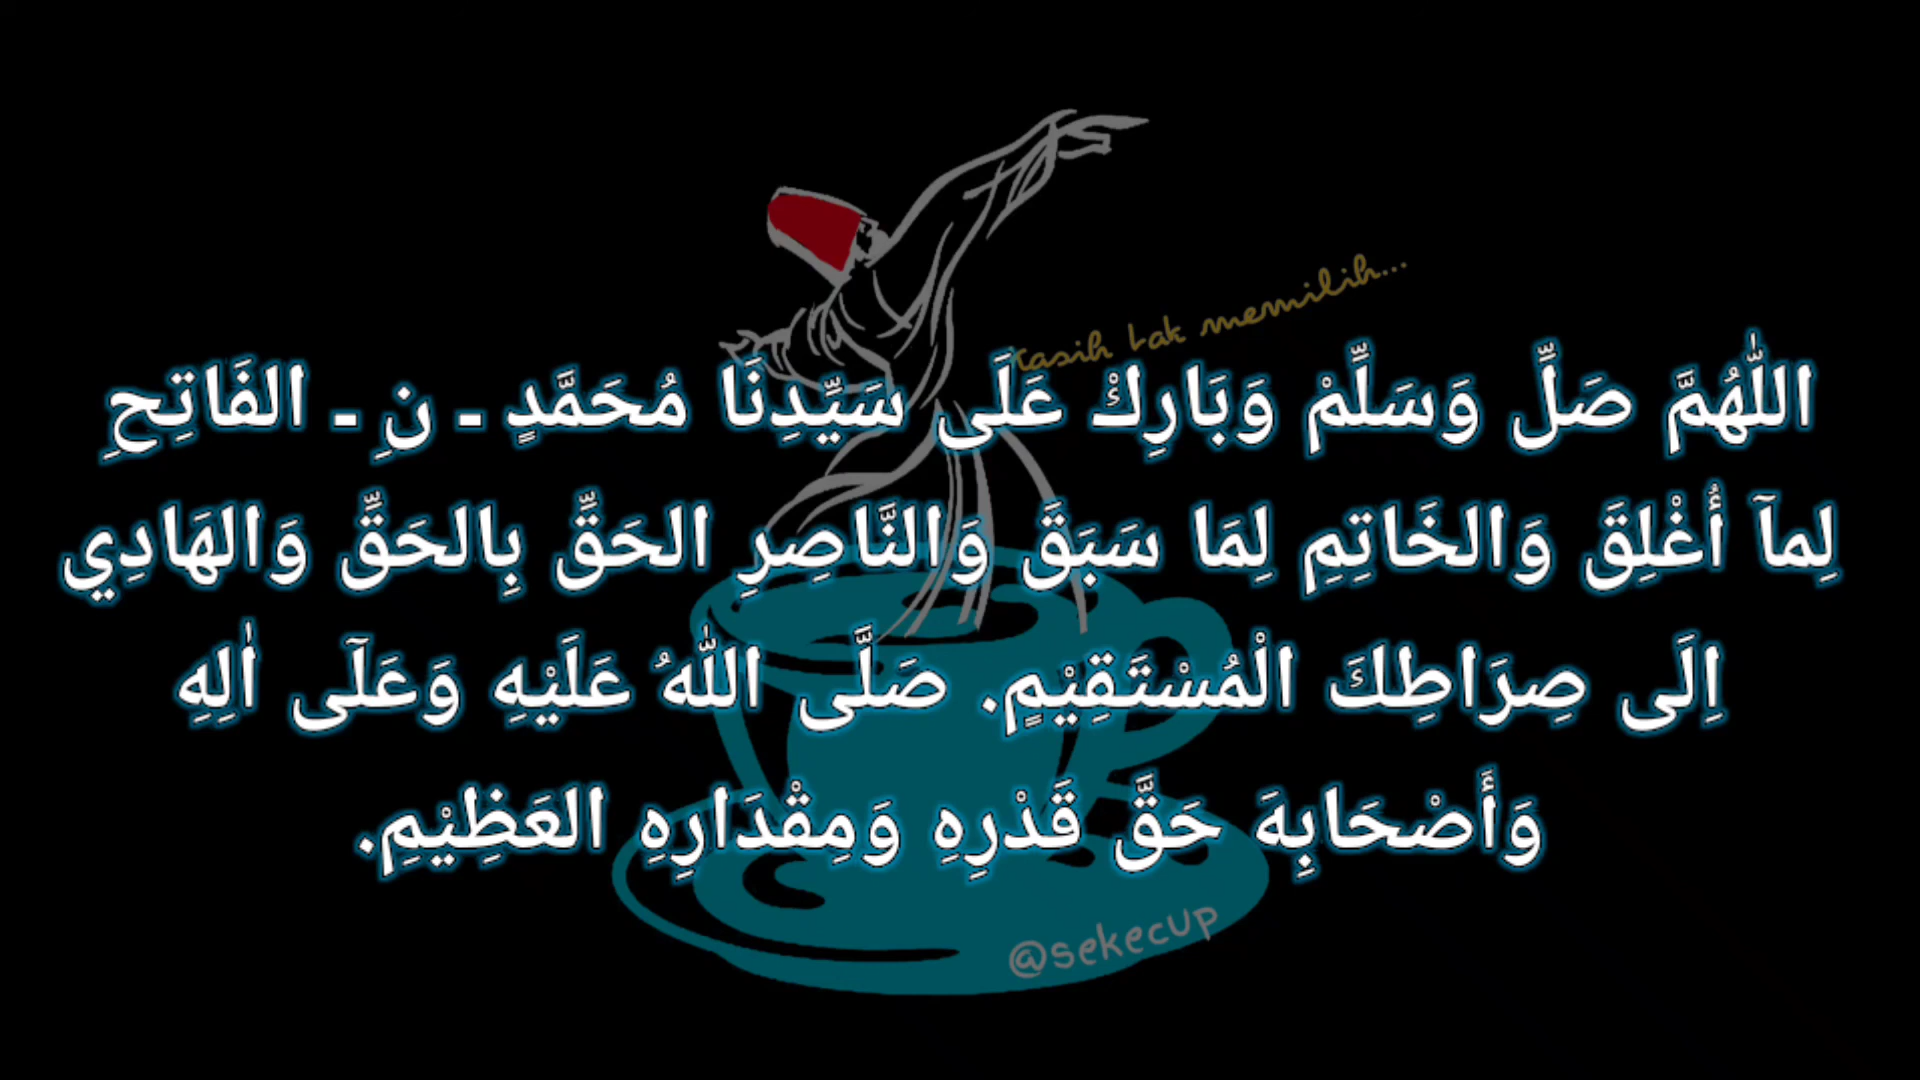 kasih tak memilih...
اللّٰهُمَّ صَلِّ وَسَلِّمْ وَبَارِكْ عَلَى سَيِّدِنَا مُحَمَّدٍ ـ نِ ـ الفَاتِحِ
لِمآ أُغْلِقَ وَالخَاتِمِ لِمَا سَبَقَ وَالنَّاصِرِ الحَقِّ بِالحَقِّ وَالهَادِي
اِلَى صِرَاطِكَ الْمُسْتَقِيْمٍ. صَلَّى اللّٰهُ عَلَيْهِ وَعَلَآى اٰلِهِ
وَأَصْحَابِهَ حَقَّ قَدْرِهِ وَمِقْدَارِهِ العَظِيْمِ.
@sekecup